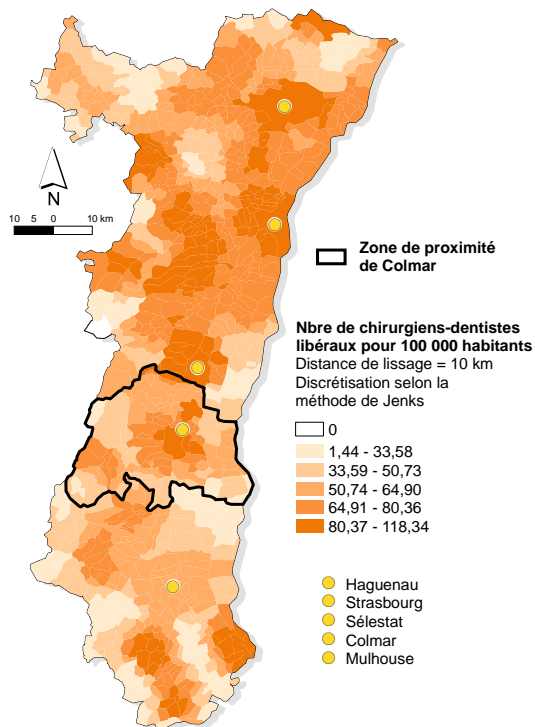 N
10 5 0 10 km
Zone de proximité
de Colmar
Nbre de chirurgiens-dentistes
libéraux pour 100 000 habitants
Distance de lissage = 10 km
Discrétisation selon la
méthode de Jenks
0
1,44 - 33,58
33,59 - 50,73
50,74 - 64,90
64,91 - 80,36
80,37 - 118,34
Haguenau
Strasbourg
Sélestat
Colmar
Mulhouse